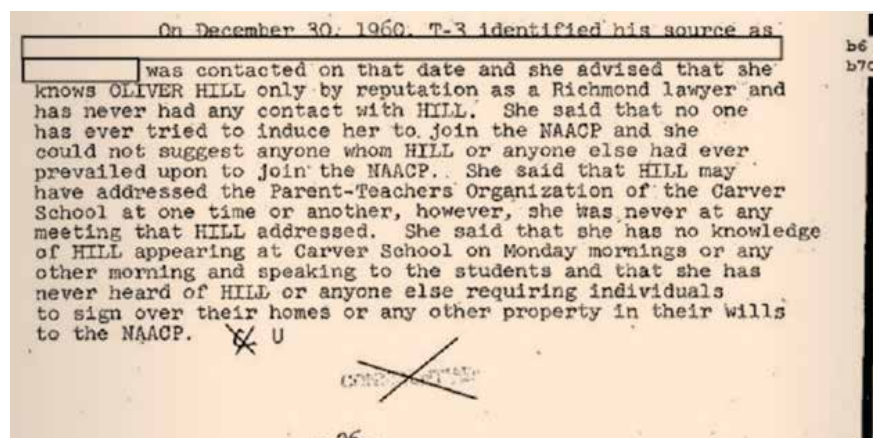 On December 30, 1960, T-3 identified his source as
b6
b7C
was contacted on that date and she advised that she
knows OLIVER HILL only by reputation as a Richmond lawyer and
has never had any contact with HILL. She said that no one
has ever tried to induce her to join the NAACP and she
could not suggest anyone whom HILL or anyone else had ever
prevailed upon to join the NAACP. She said that HILL may
have addressed the Parent-Teachers Organization of the Carver
School at one time or another, however, she was never at any
meeting that HILL addressed. She said that she has no knowledge
of HILL appearing at Carver School on Monday mornings or any
other morning and speaking to the students and that she has
never heard of HILL or anyone else requiring individuals
to sign over their homes or any other property in their wills
to the NAACP. U